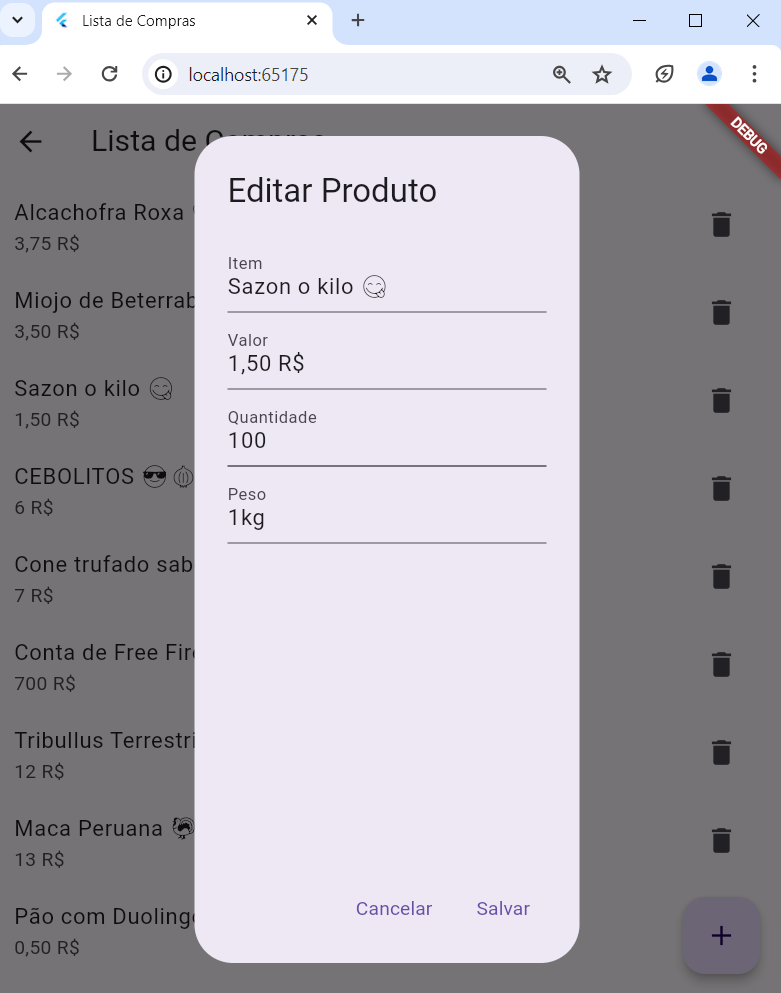 Lista de Compras
localhost:65175
Lista de Compras
DEBUG
Alcachofra Roxa
3,75 R$
Miojo de Beterrab
3,50 R$
Sazon o kilo 😋
1,50 R$
CEBOLITOS 😎 🧅
6 R$
Cone trufado sab
7 R$
Conta de Free Fir
700 R$
Tribullus Terrestri
12 R$
Maca Peruana 🦃
13 R$
Pão com Duoling
0,50 R$
Editar Produto
Item
Sazon o kilo 😋
Valor
1,50 R$
Quantidade
100
Peso
1kg
Cancelar Salvar